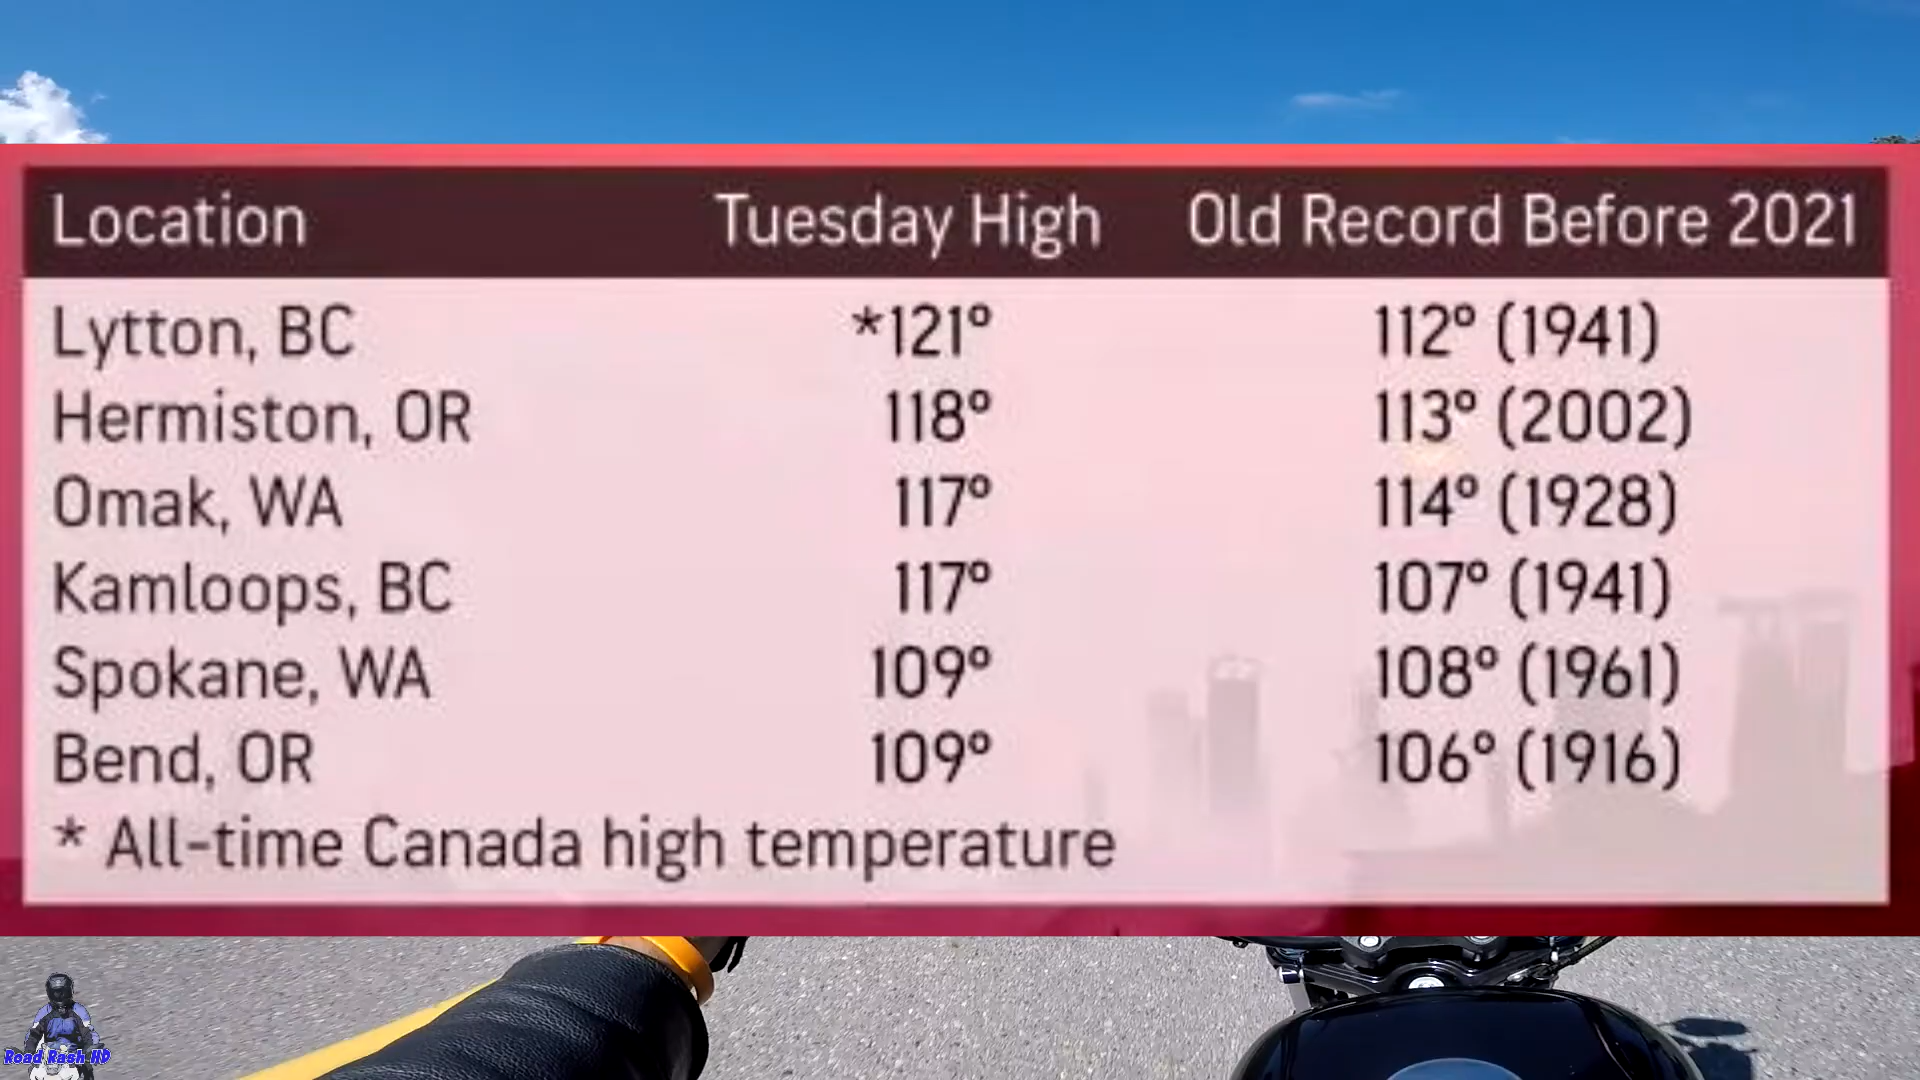 Location Tuesday High Old Record Before 2021
Lytton, BC *121° 112° (1941)
Hermiston, OR 118° 113° (2002)
Omak, WA 117° 114° (1928)
Kamloops, BC 117° 107° (1941)
Spokane, WA 109° 108° (1961)
Bend, OR 109° 106° (1916)
* All-time Canada high temperature
Road Rash HD